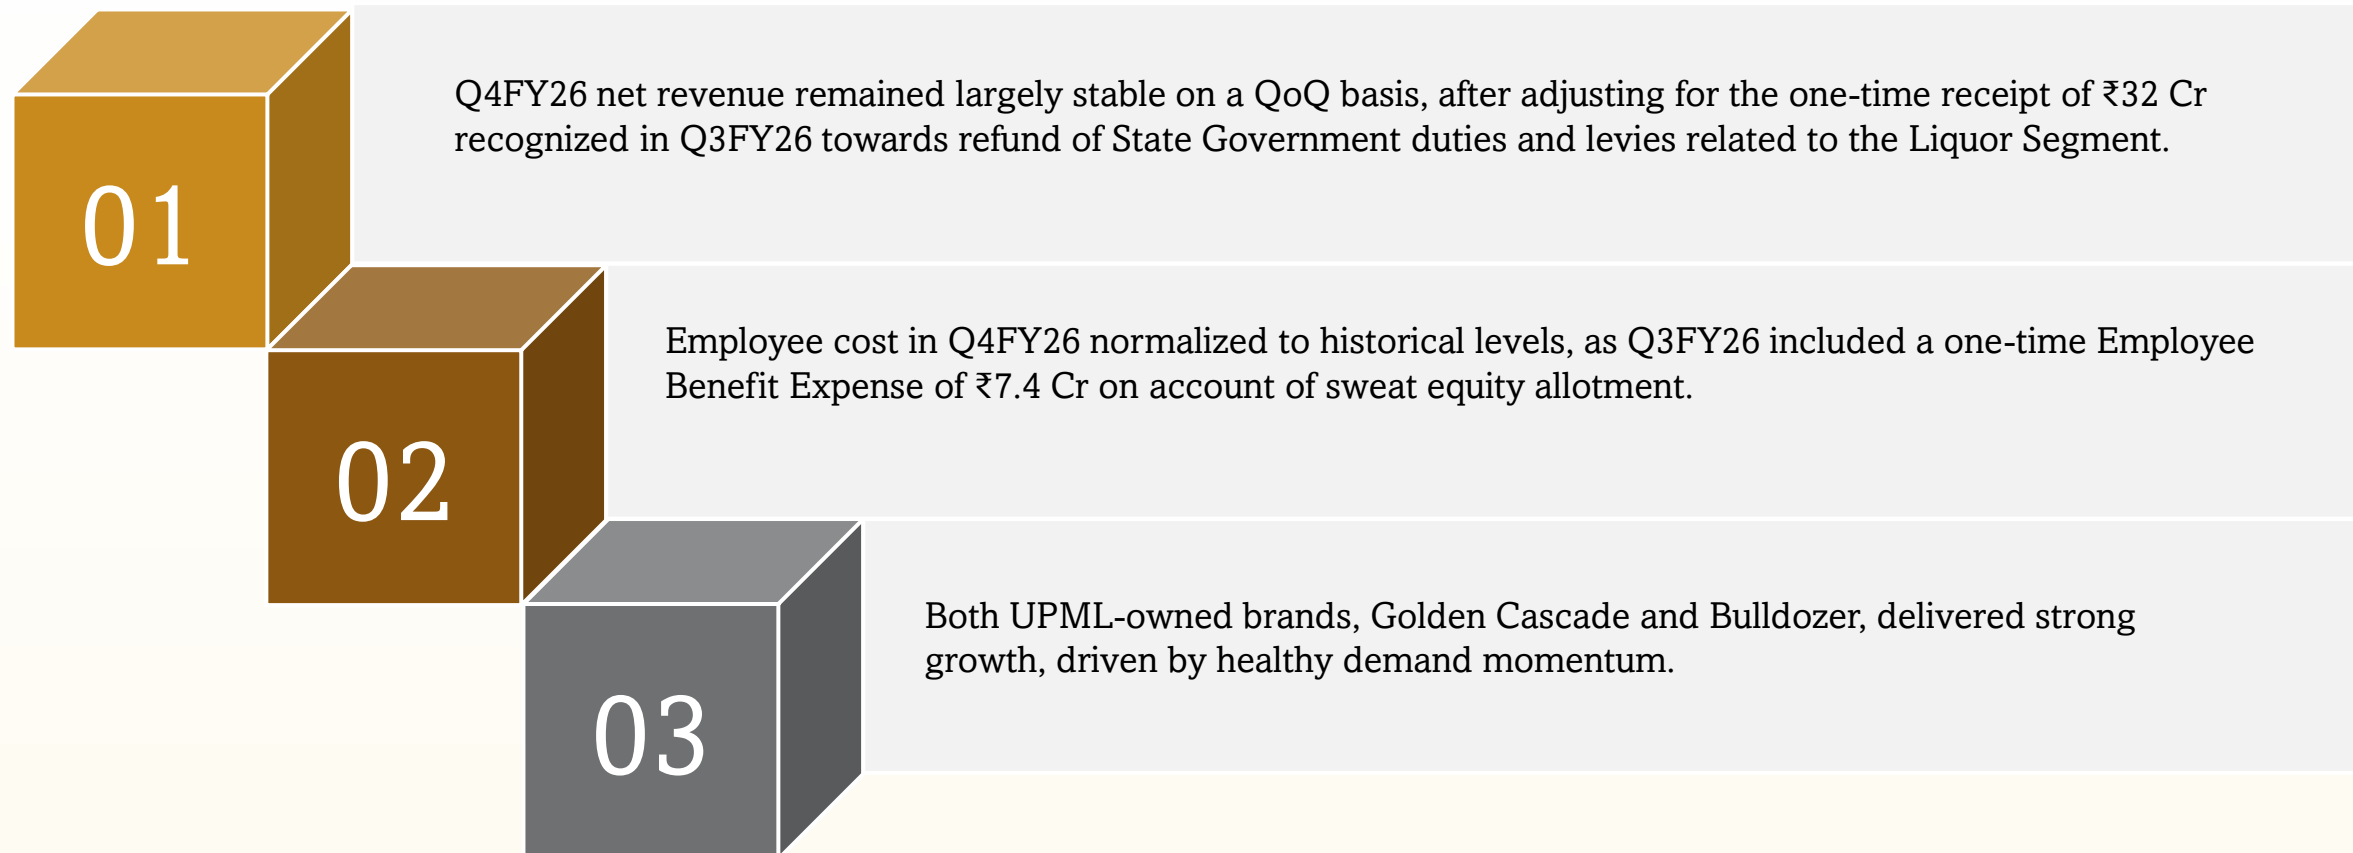 01
Q4FY26 net revenue remained largely stable on a QoQ basis, after adjusting for the one-time receipt of ₹32 Cr
recognized in Q3FY26 towards refund of State Government duties and levies related to the Liquor Segment.
02
Employee cost in Q4FY26 normalized to historical levels, as Q3FY26 included a one-time Employee
Benefit Expense of ₹7.4 Cr on account of sweat equity allotment.
03
Both UPML-owned brands, Golden Cascade and Bulldozer, delivered strong
growth, driven by healthy demand momentum.